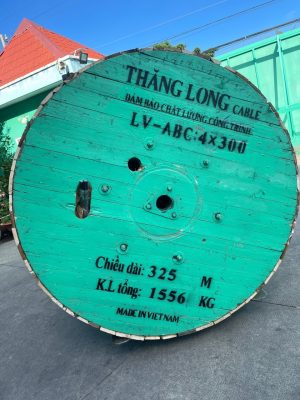 THĂNG LONG CABLE
ĐẢM BẢO CHẤT LƯỢNG CÔNG TRÌNH
LV-ABC 4X300
Chiều dài: 325 M
K.L tổng: 1556 KG
MADE IN VIETNAM